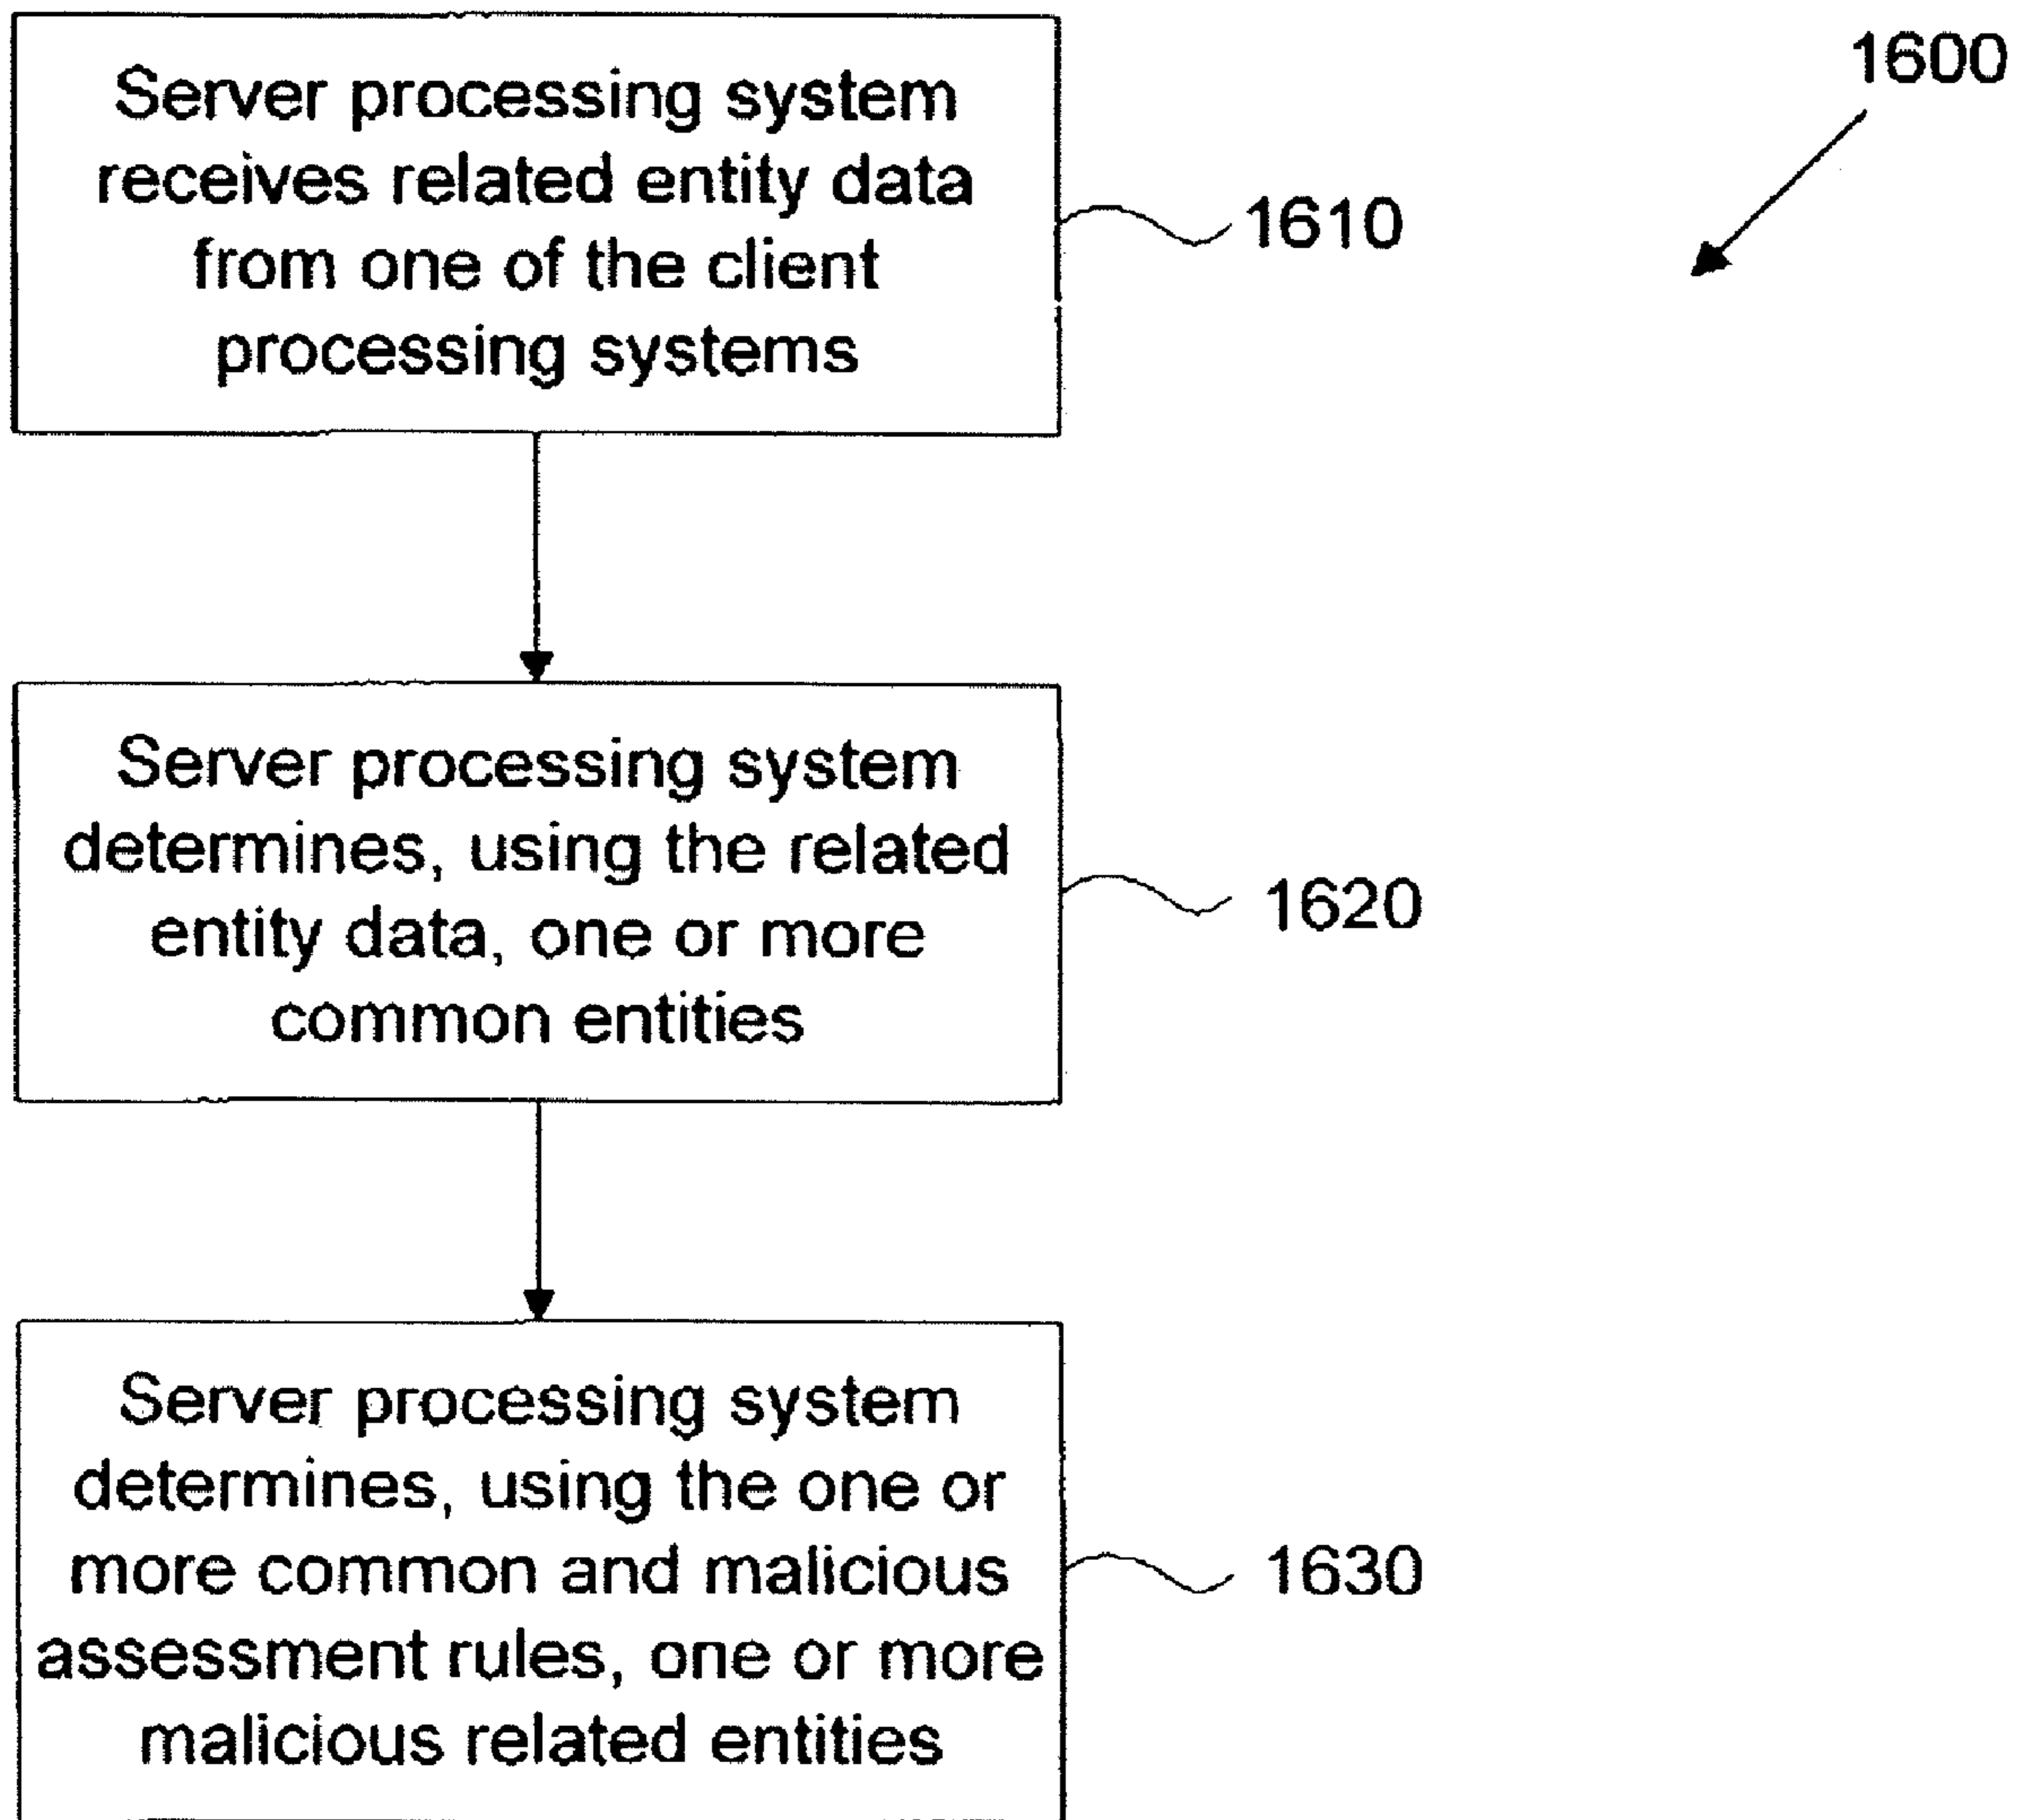 1600
Server processing system
receives related entity data
from one of the client
processing systems
1610
Server processing system
determines, using the related
entity data, one or more
common entities
1620
Server processing system
determines, using the one or
more common and malicious
assessment rules, one or more
malicious related entities
1630